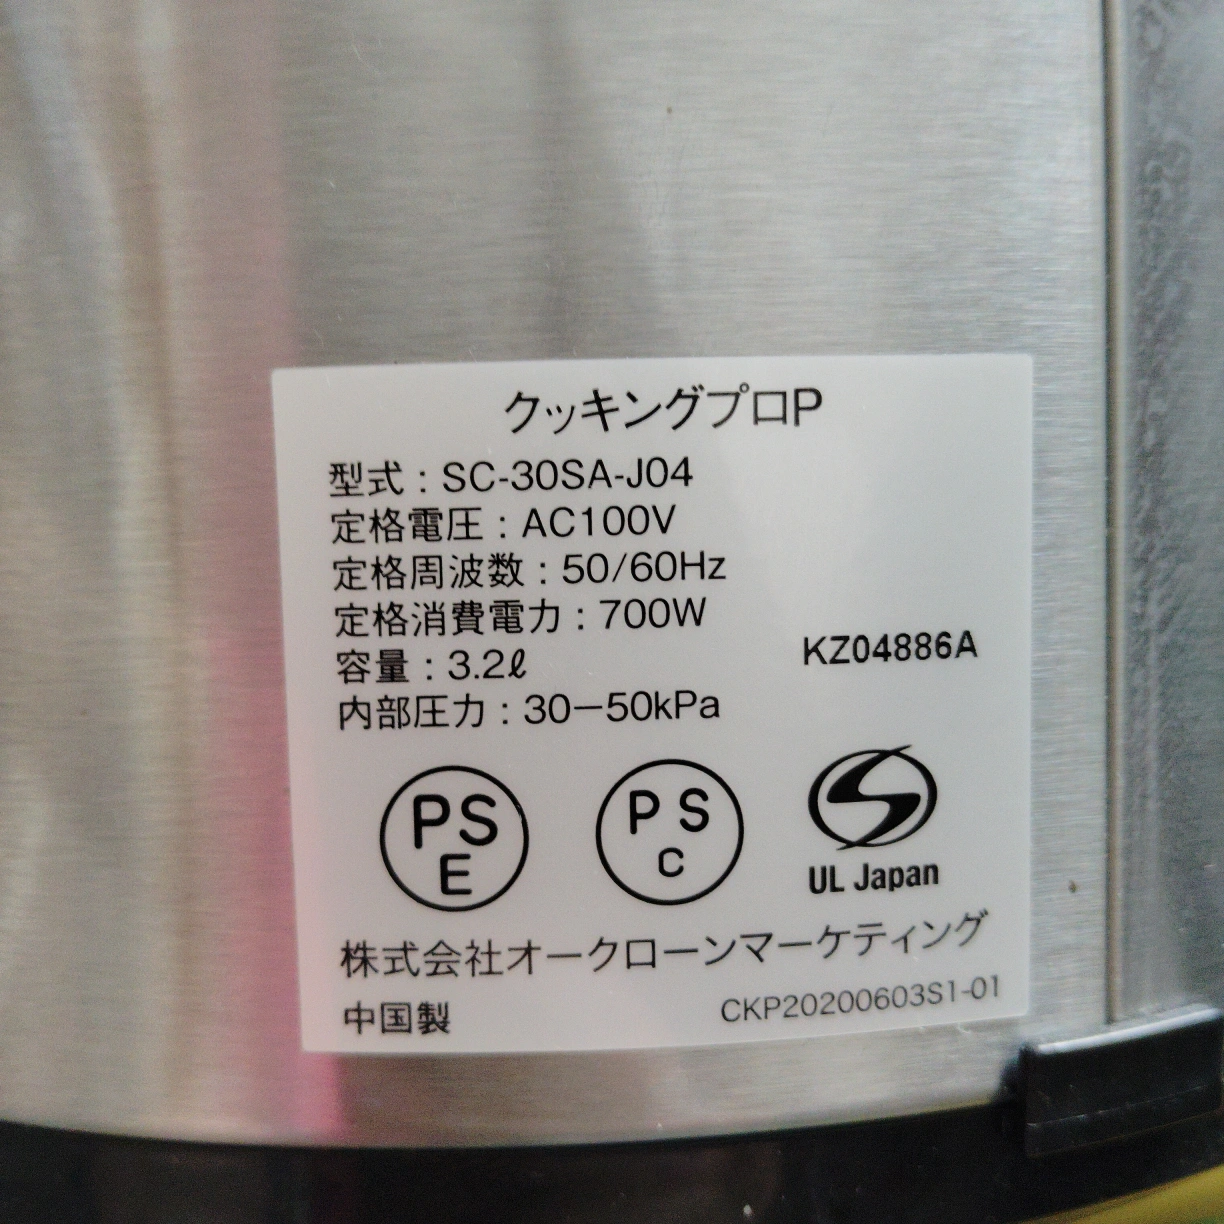 クッキングプロP
型式：SC-30SA-J04
定格電圧：AC100V
定格周波数：50/60Hz
定格消費電力：700W
容量：3.2ℓ
KZ04886A
内部圧力：30－50kPa
PS
E
P S
C
UL Japan
株式会社オークローンマーケティング
中国製
CKP20200603S1-01